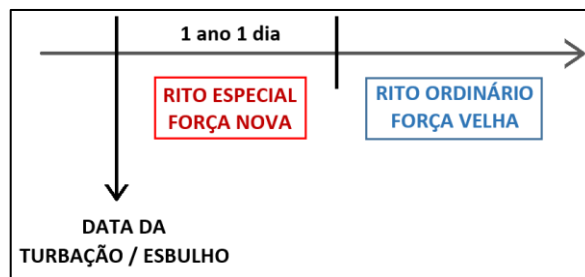 1 ano 1 dia
RITO ESPECIAL
FORÇA NOVA
RITO ORDINÁRIO
FORÇA VELHA
DATA DA
TURBAÇÃO / ESBULHO